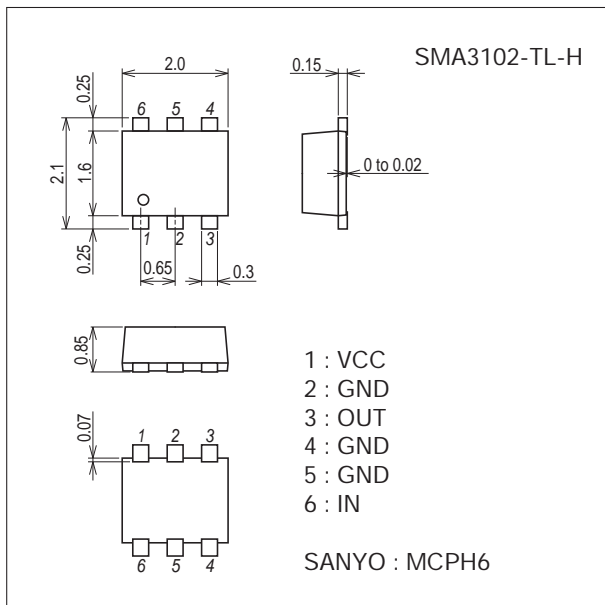 SMA3102-TL-H
2.0
0.15
0.25
6 5 4
2.1
1.6
0 to 0.02
0.25
1 2 3
0.65
0.3
0.85
1 : VCC
2 : GND
3 : OUT
4 : GND
5 : GND
6 : IN
0.07
1 2 3
6 5 4
SANYO : MCPH6